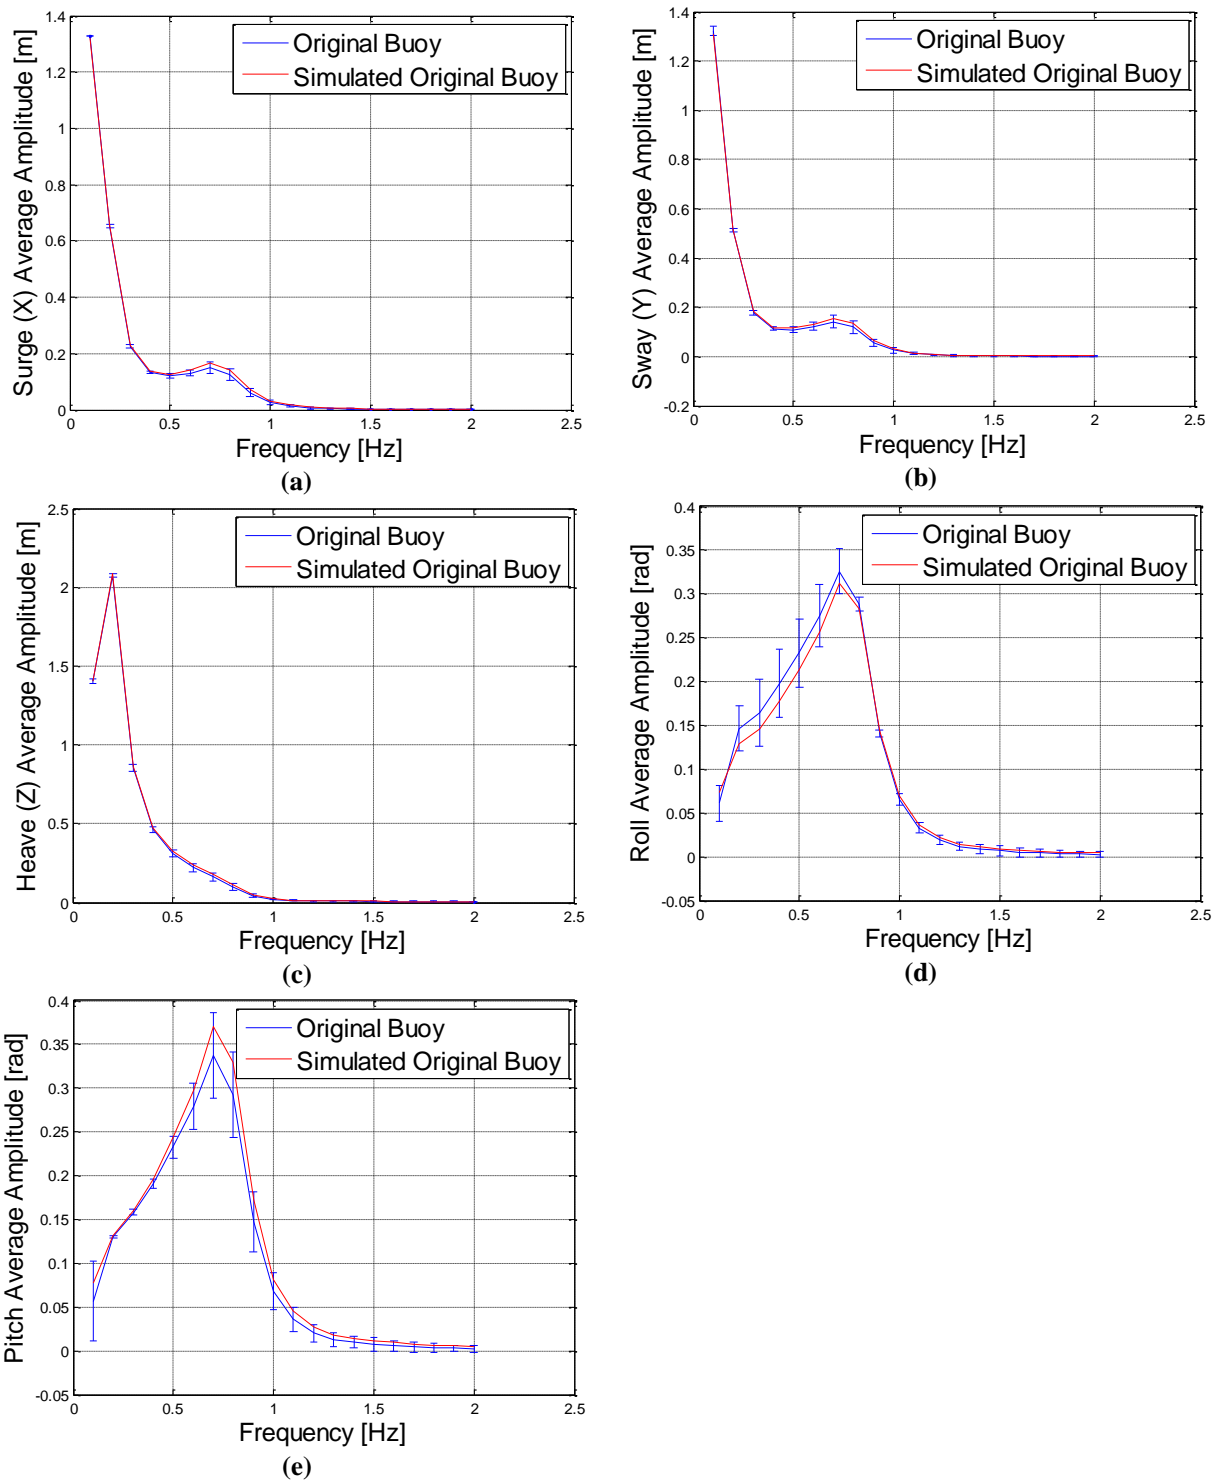 1.4
1.2
1
0.8
0.6
0.4
0.2
0
0
0.5
1
1.5
2
2.5
Surge (X) Average Amplitude [m]
Frequency [Hz]
Original Buoy
Simulated Original Buoy
(a)
1.4
1.2
1
0.8
0.6
0.4
0.2
0
-0.2
0
0.5
1
1.5
2
2.5
Sway (Y) Average Amplitude [m]
Frequency [Hz]
Original Buoy
Simulated Original Buoy
(b)
2.5
2
1.5
1
0.5
0
0
0.5
1
1.5
2
2.5
Heave (Z) Average Amplitude [m]
Frequency [Hz]
Original Buoy
Simulated Original Buoy
(c)
0.4
0.35
0.3
0.25
0.2
0.15
0.1
0.05
0
-0.05
0
0.5
1
1.5
2
2.5
Roll Average Amplitude [rad]
Frequency [Hz]
Original Buoy
Simulated Original Buoy
(d)
0.4
0.35
0.3
0.25
0.2
0.15
0.1
0.05
0
-0.05
0
0.5
1
1.5
2
2.5
Pitch Average Amplitude [rad]
Frequency [Hz]
Original Buoy
Simulated Original Buoy
(e)